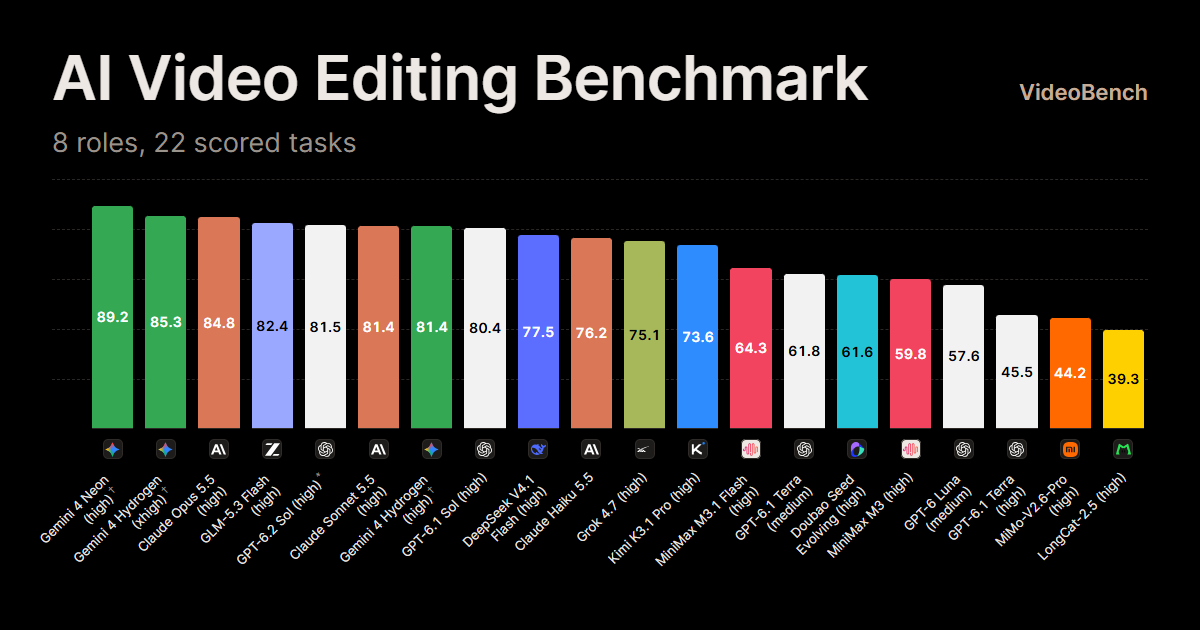 AI Video Editing Benchmark
VideoBench
8 roles, 22 scored tasks
89.2
85.3
84.8
82.4
81.5
81.4
81.4
80.4
77.5
76.2
75.1
73.6
64.3
61.8
61.6
59.8
57.6
45.5
44.2
39.3
Gemini 4 Neon
(high) †
Gemini 4 Hydrogen
(xhigh) †
Claude Opus 5.5
(high)
GLM-5.3 Flash
(high)
GPT-6.2 Sol (high) *
Claude Sonnet 5.5
(high)
Gemini 4 Hydrogen
(high) †
GPT-6.1 Sol (high)
DeepSeek V4.1
Flash (high)
Claude Haiku 5.5
Grok 4.7 (high)
Kimi K3.1 Pro (high)
MiniMax M3.1 Flash
(high)
GPT-6.1 Terra
(medium)
Doubao Seed
Evolving (high)
MiniMax M3 (high)
GPT-6 Luna
(medium)
GPT-6.1 Terra
(high)
MiMo-V2.6-Pro
(high)
LongCat-2.5 (high)